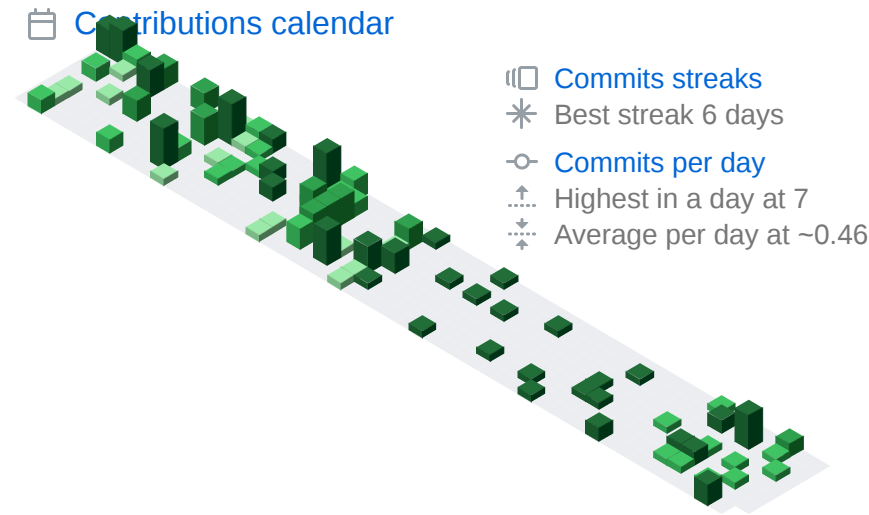 Contributions calendar
Commits streaks
Best streak 6 days
Commits per day
Highest in a day at 7
Average per day at ~0.46